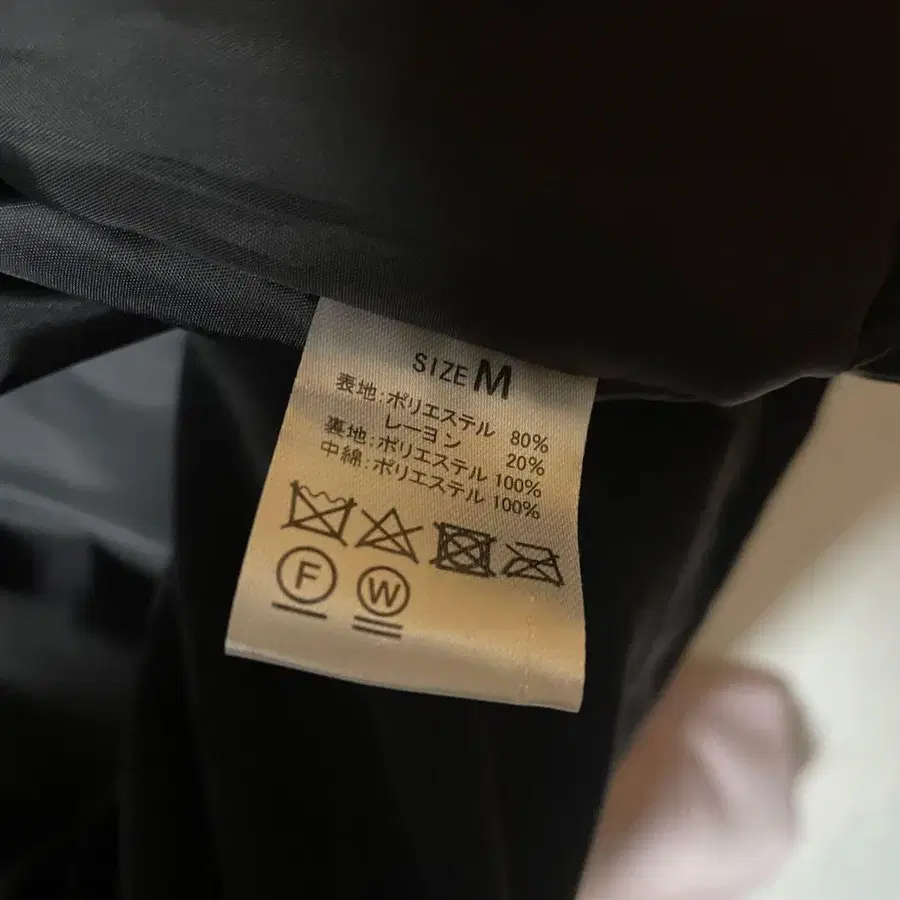 SIZE M
表地:ポリエステル 80%
レーヨン 20%
裏地:ポリエステル 100%
中綿:ポリエステル 100%
F W